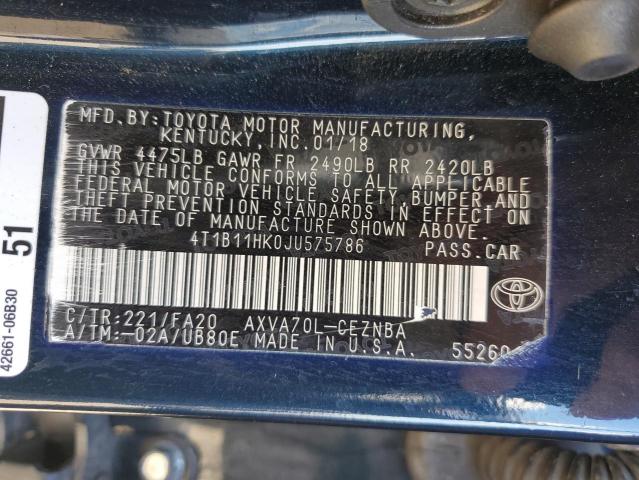 MFD.BY:TOYOTA MOTOR MANUFACTURING,
KENTUCKY,INC.01/18
GVWR 4475LB GAWR FR 2490LB RR 2420LB
THIS VEHICLE CONFORMS TO ALL APPLICABLE
FEDERAL MOTOR VEHICLE SAFETY,BUMPER,AND
THEFT PREVENTION STANDARDS IN EFFECT ON
THE DATE OF MANUFACTURE SHOWN ABOVE.
4T1B11HK0JU575786 PASS.CAR
C/TR:221/FA20 AXVA70L-CEZNBA
A/TM:-02A/UB80E MADE IN U.S.A. 55260
51
42661-06B30